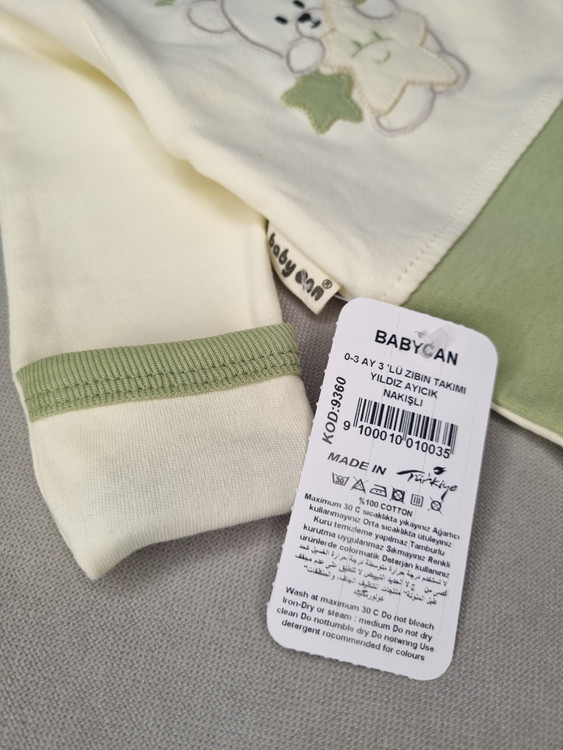 baby can®
BABYCAN
0-3 AY 3 'LÜ ZIBIN TAKIMI
YILDIZ AYICIK
NAKIŞLI
KOD:9360
9 100010 010035
MADE IN Türkiye
%100 COTTON
Maximum 30 C sıcaklıkta yıkayınız Ağartıcı
kullanmayınız Orta sıcaklıkta ütüleyiniz
Kuru temizleme yapılmaz Tamburlu
kurutma uygulanmaz Sıkmayınız Renkli
ürünlerde colormatik Deterjan kullanınız
Wash at maximum 30 C Do not bleach
iron-Dry or steam : medium Do not dry
clean Do nottumble dry Do notwring Use
detergent rocommended for colours